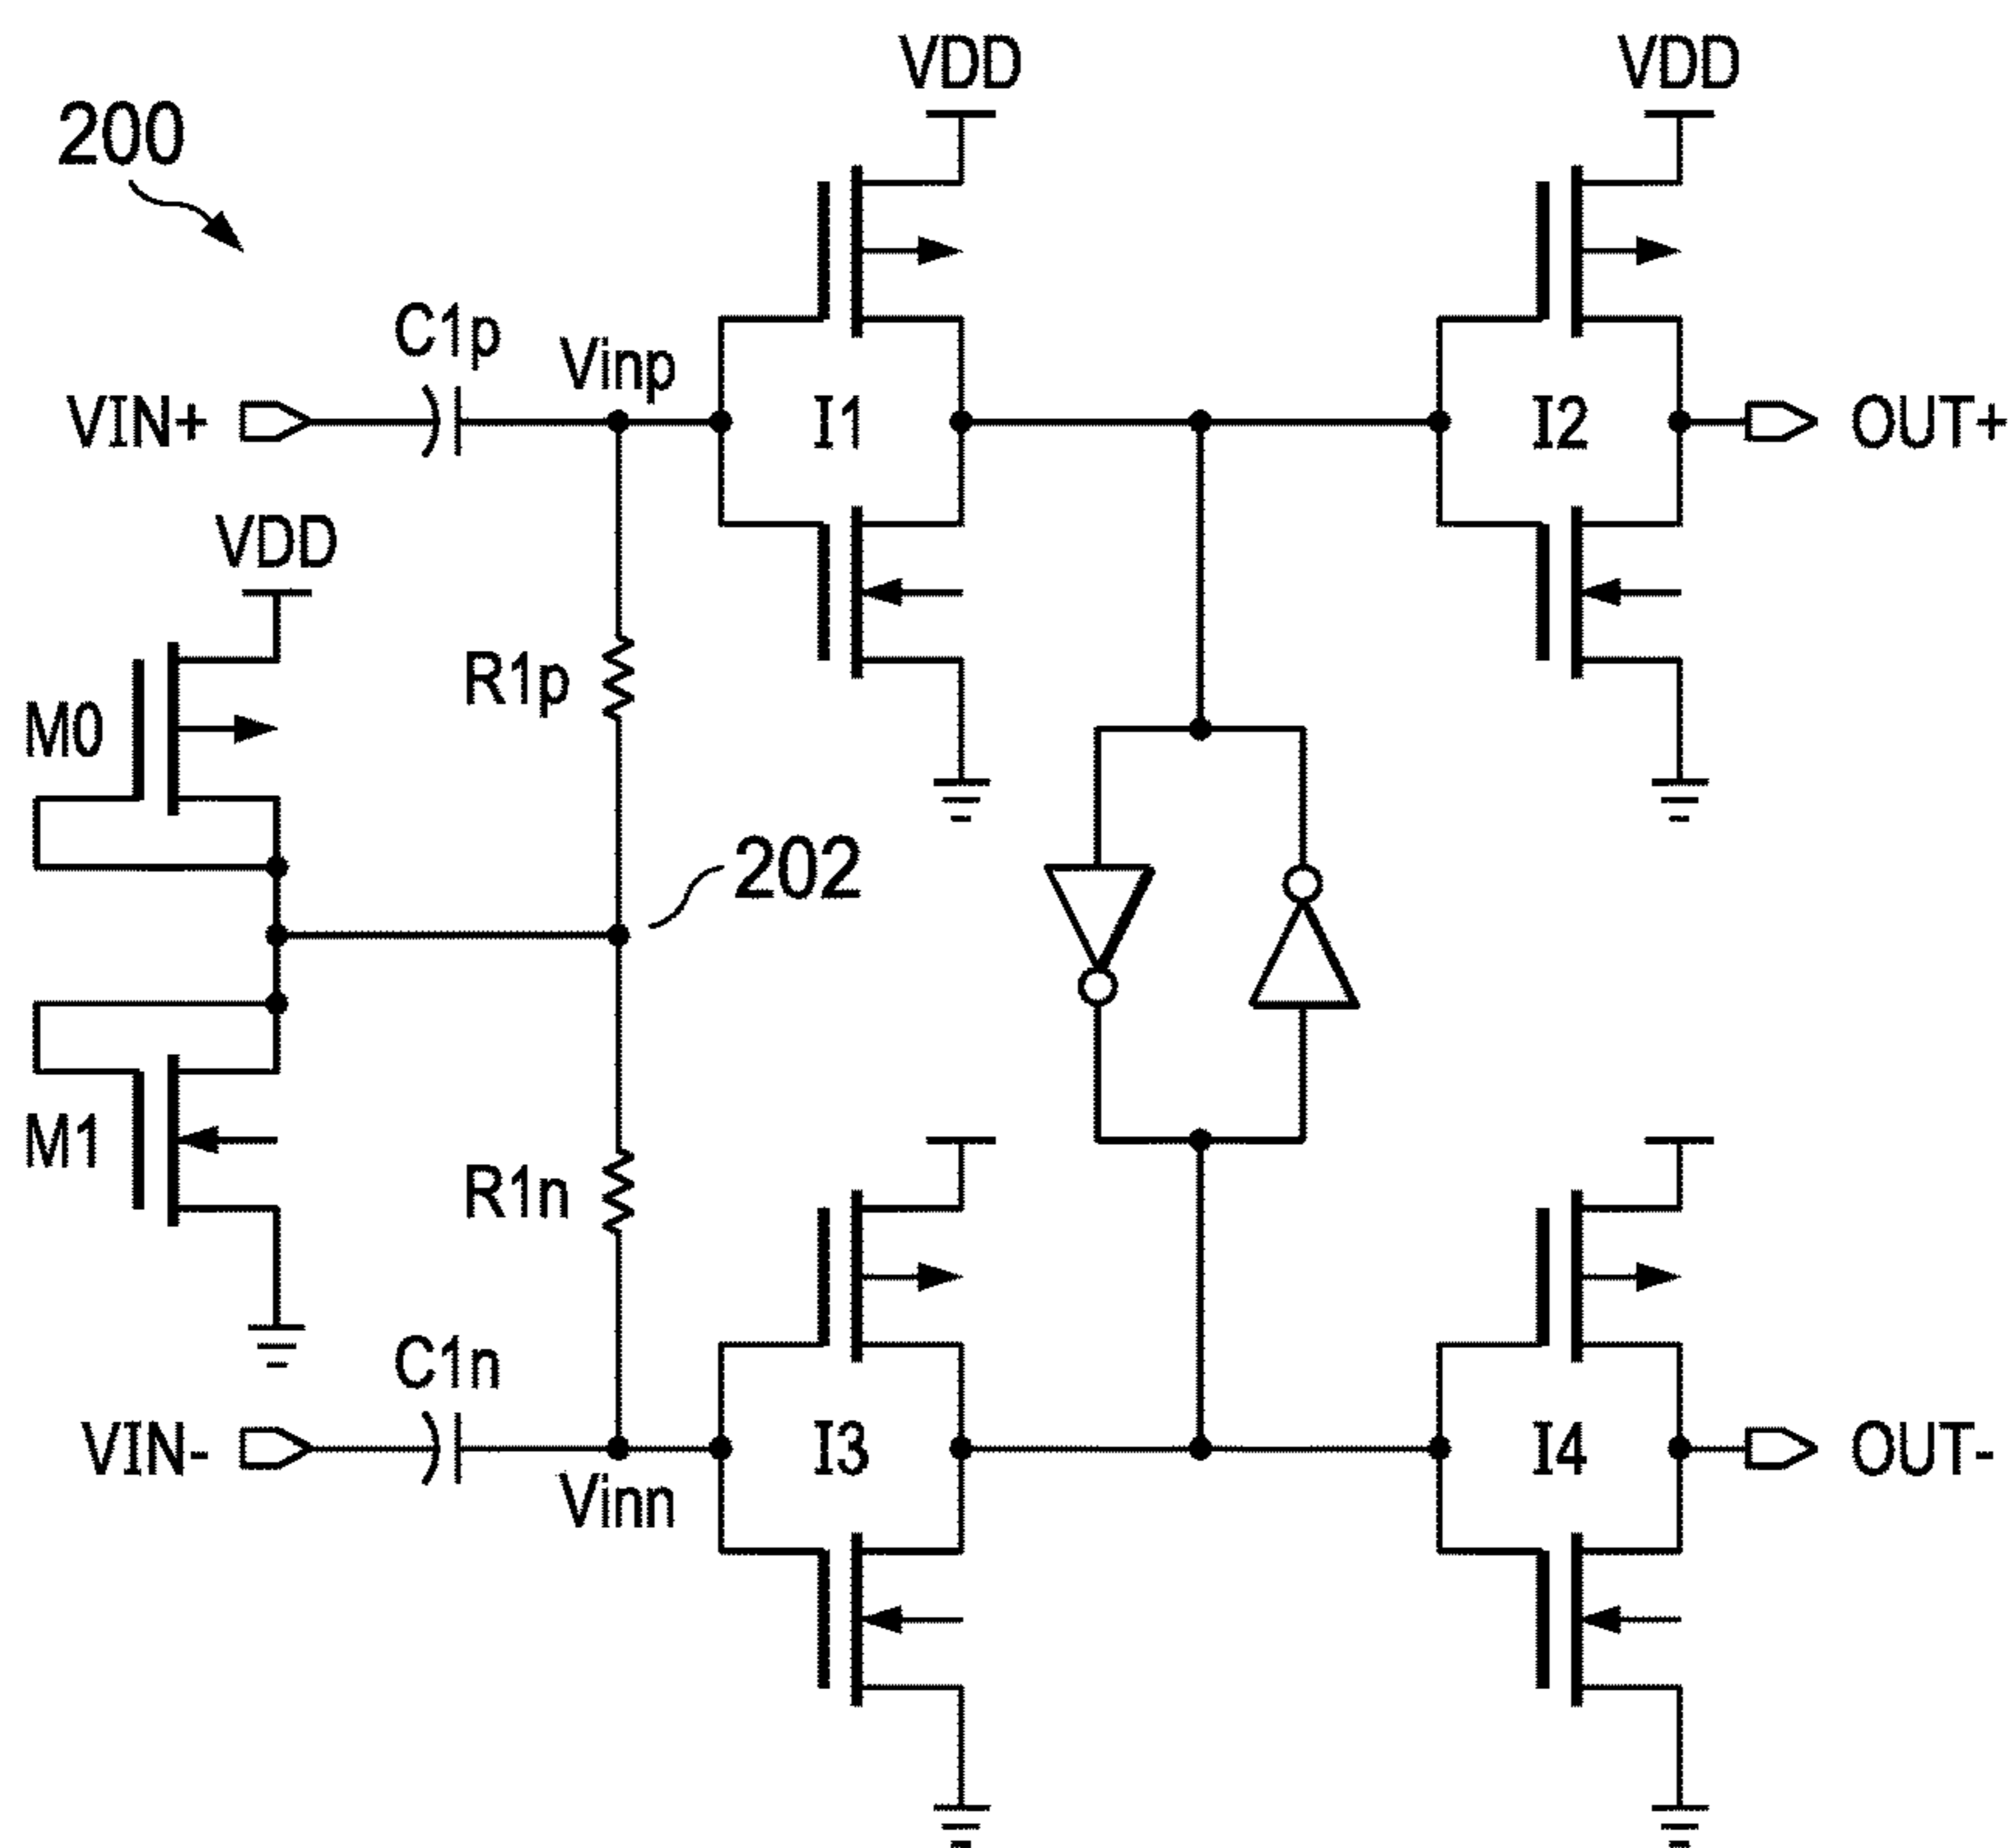 200
VDD
VDD
C1p
Vinp
VIN+
I1
I2
OUT+
VDD
R1p
M0
202
M1
R1n
C1n
VIN-
Vinn
I3
I4
OUT-